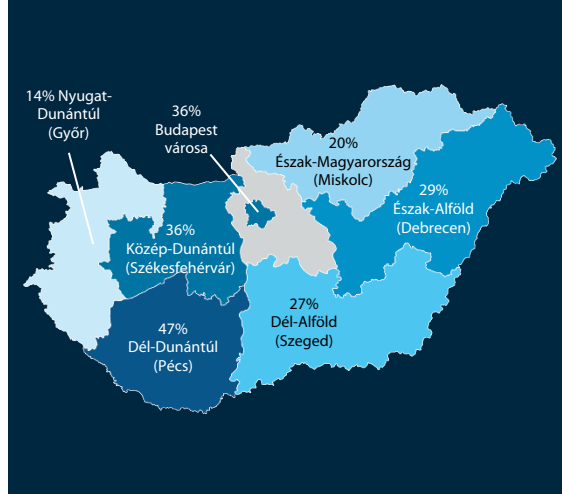 14% Nyugat-
Dunántúl
(Győr)
36%
Budapest
városa
20%
Észak-Magyarország
(Miskolc)
29%
Észak-Alföld
(Debrecen)
36%
Közép-Dunántúl
(Székesfehérvár)
27%
Dél-Alföld
(Szeged)
47%
Dél-Dunántúl
(Pécs)